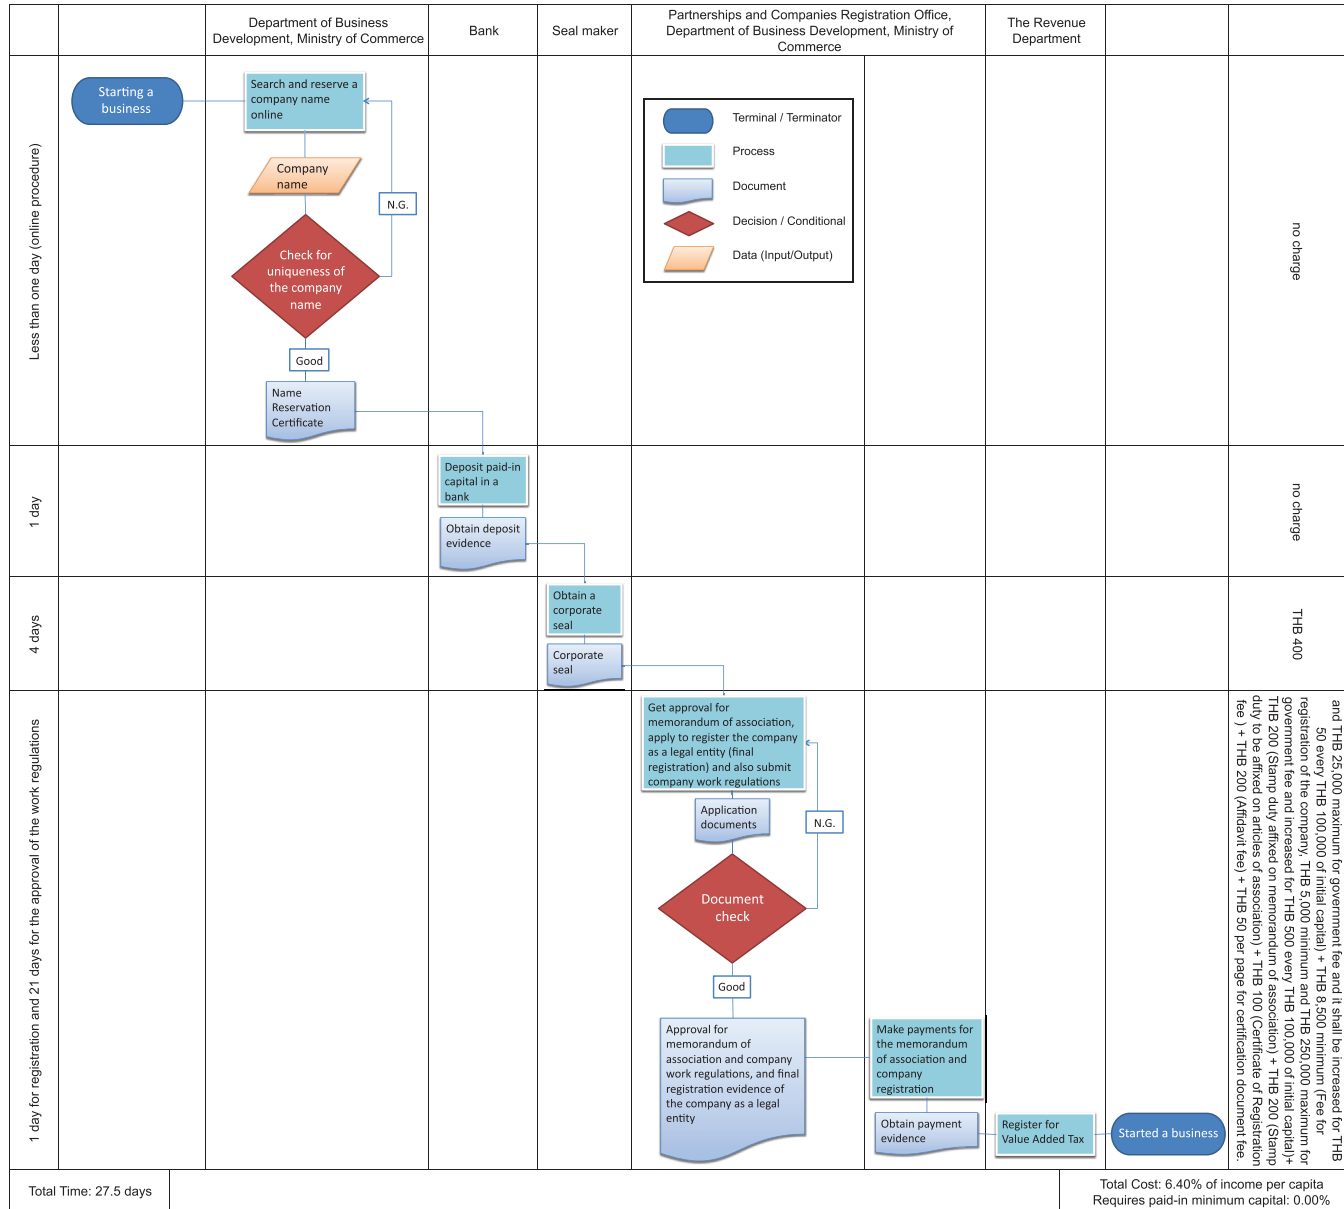 Department of Business
Development, Ministry of Commerce
Bank
Seal maker
Partnerships and Companies Registration Office,
Department of Business Development, Ministry of
Commerce
The Revenue
Department
Less than one day (online procedure)
Starting a
business
Search and reserve a
company name
online
Company
name
N.G.
Check for
uniqueness of
the company
name
Good
Name
Reservation
Certificate
Terminal / Terminator
Process
Document
Decision / Conditional
Data (Input/Output)
no charge
1 day
Deposit paid-in
capital in a
bank
Obtain deposit
evidence
no charge
4 days
Obtain a
corporate
seal
Corporate
seal
THB 400
1 day for registration and 21 days for the approval of the work regulations
Get approval for
memorandum of association,
apply to register the company
as a legal entity (final
registration) and also submit
company work regulations
Application
documents
N.G.
Document
check
Good
Approval for
memorandum of
association and company
work regulations, and final
registration evidence of
the company as a legal
entity
Make payments for
the memorandum
of association and
company
registration
Obtain payment
evidence
Register for
Value Added Tax
Started a business
and THB 25,000 maximum for government fee and it shall be increased for THB
50 every THB 100,000 of initial capital) + THB 8,500 minimum (Fee for
registration of the company, THB 5,000 minimum and THB 250,000 maximum for
government fee and increased for THB 500 every THB 100,000 of initial capital)+
THB 200 (Stamp duty affixed on memorandum of association) + THB 200 (Stamp
duty to be affixed on articles of association) + THB 100 (Certificate of Registration
fee ) + THB 200 (Affidavit fee) + THB 50 per page for certification document fee.
Total Time: 27.5 days
Total Cost: 6.40% of income per capita
Requires paid-in minimum capital: 0.00%